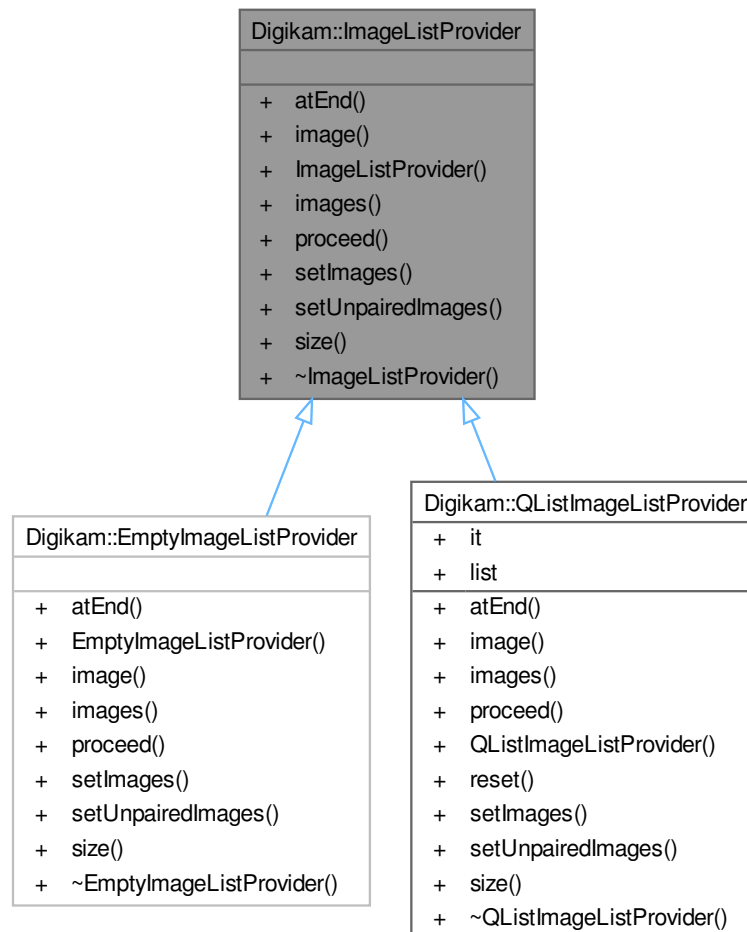 Digikam::ImageListProvider
+ atEnd()
+ image()
+ ImageListProvider()
+ images()
+ proceed()
+ setImages()
+ setUnpairedImages()
+ size()
+ ~ImageListProvider()
Digikam::EmptyImageListProvider
+ atEnd()
+ EmptyImageListProvider()
+ image()
+ images()
+ proceed()
+ setImages()
+ setUnpairedImages()
+ size()
+ ~EmptyImageListProvider()
Digikam::QListImageListProvider
+ it
+ list
+ atEnd()
+ image()
+ images()
+ proceed()
+ QListImageListProvider()
+ reset()
+ setImages()
+ setUnpairedImages()
+ size()
+ ~QListImageListProvider()